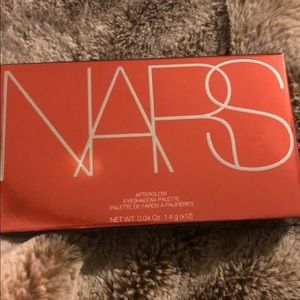 NARS
AFTERGLOW
EYESHADOW PALETTE
PALETTE DE FARDS À PAUPIÈRES
NET WT. 0.04 Oz. 1.4 g (x12)